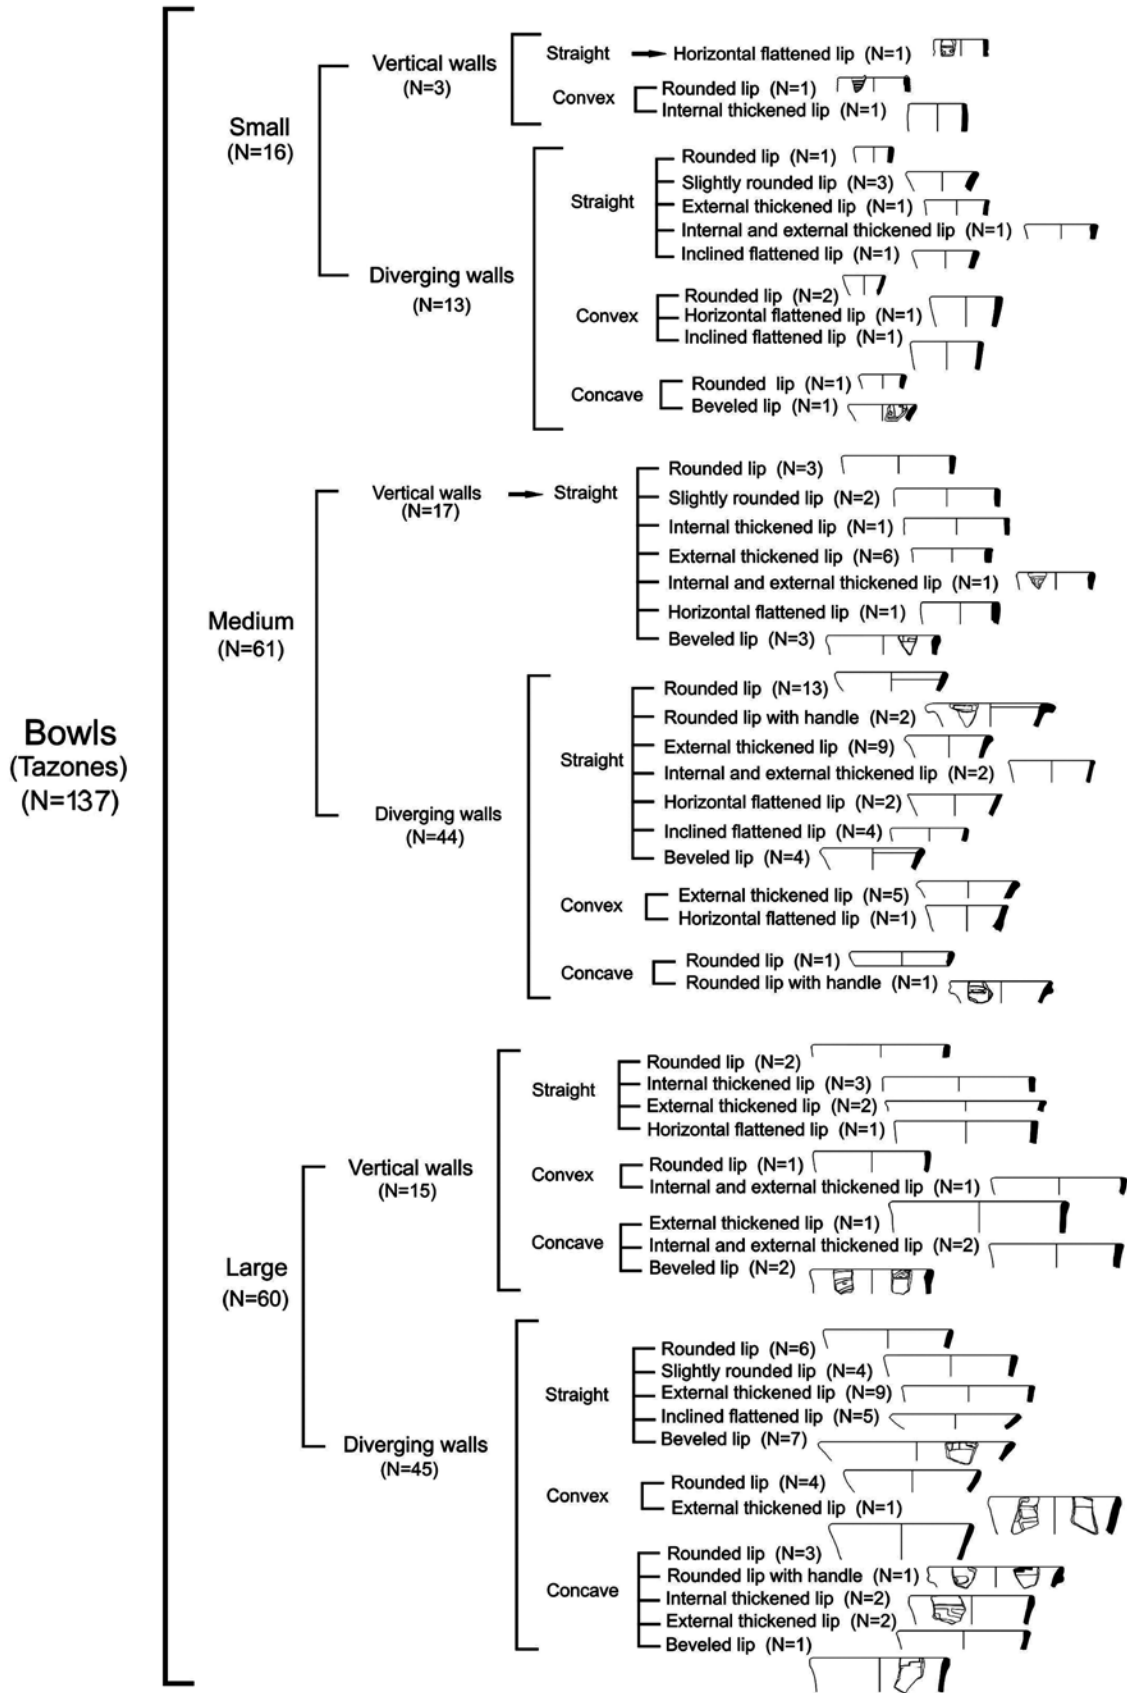 Bowls
(Tazones)
(N=137)
Small
(N=16)
Vertical walls
(N=3)
Straight
Horizontal flattened lip (N=1)
Convex
Rounded lip (N=1)
Internal thickened lip (N=1)
Diverging walls
(N=13)
Straight
Rounded lip (N=1)
Slightly rounded lip (N=3)
External thickened lip (N=1)
Internal and external thickened lip (N=1)
Inclined flattened lip (N=1)
Convex
Rounded lip (N=2)
Horizontal flattened lip (N=1)
Inclined flattened lip (N=1)
Concave
Rounded lip (N=1)
Beveled lip (N=1)
Medium
(N=61)
Vertical walls
(N=17)
Straight
Rounded lip (N=3)
Slightly rounded lip (N=2)
Internal thickened lip (N=1)
External thickened lip (N=6)
Internal and external thickened lip (N=1)
Horizontal flattened lip (N=1)
Beveled lip (N=3)
Diverging walls
(N=44)
Straight
Rounded lip (N=13)
Rounded lip with handle (N=2)
External thickened lip (N=9)
Internal and external thickened lip (N=2)
Horizontal flattened lip (N=2)
Inclined flattened lip (N=4)
Beveled lip (N=4)
Convex
External thickened lip (N=5)
Horizontal flattened lip (N=1)
Concave
Rounded lip (N=1)
Rounded lip with handle (N=1)
Large
(N=60)
Vertical walls
(N=15)
Straight
Rounded lip (N=2)
Internal thickened lip (N=3)
External thickened lip (N=2)
Horizontal flattened lip (N=1)
Convex
Rounded lip (N=1)
Internal and external thickened lip (N=1)
Concave
External thickened lip (N=1)
Internal and external thickened lip (N=2)
Beveled lip (N=2)
Diverging walls
(N=45)
Straight
Rounded lip (N=6)
Slightly rounded lip (N=4)
External thickened lip (N=9)
Inclined flattened lip (N=5)
Beveled lip (N=7)
Convex
Rounded lip (N=4)
External thickened lip (N=1)
Concave
Rounded lip (N=3)
Rounded lip with handle (N=1)
Internal thickened lip (N=2)
External thickened lip (N=2)
Beveled lip (N=1)